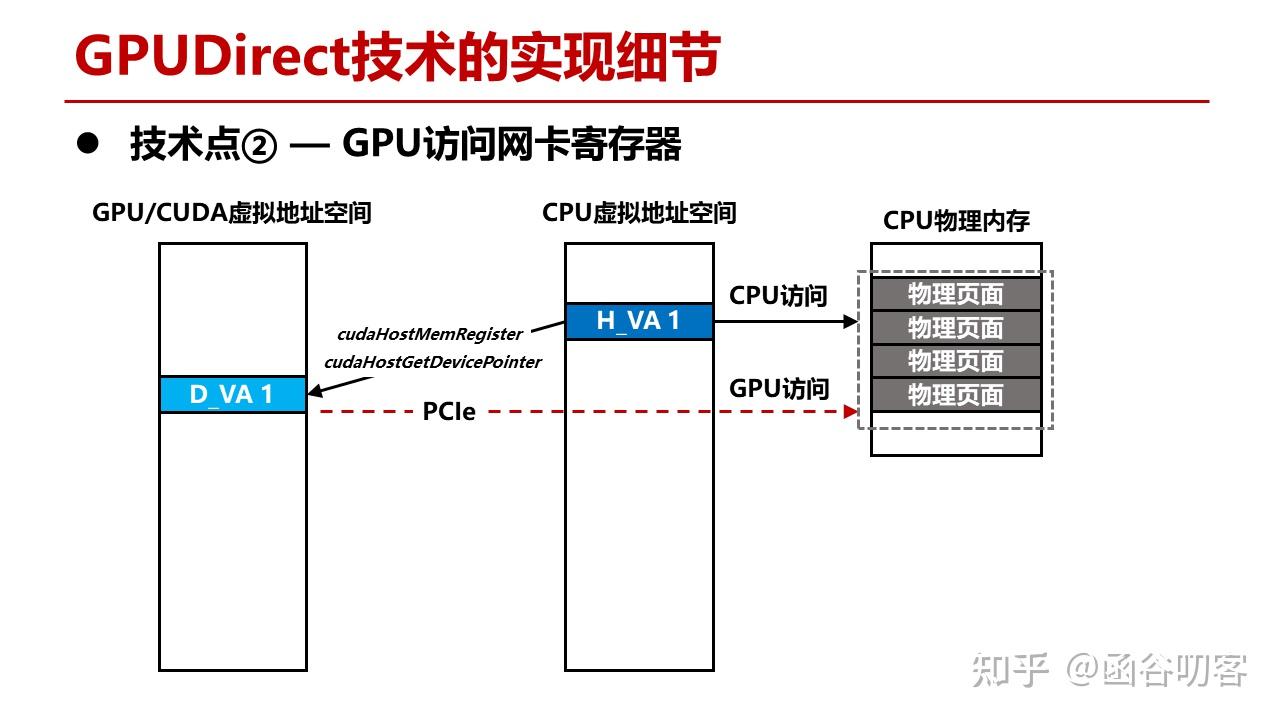 GPUDirect技术的实现细节
● 技术点② — GPU访问网卡寄存器
GPU/CUDA虚拟地址空间
CPU虚拟地址空间
CPU物理内存
CPU访问
物理页面
H_VA 1
cudaHostMemRegister
物理页面
cudaHostGetDevicePointer
物理页面
GPU访问
D_VA 1
物理页面
PCIe
知乎 @函谷叨客